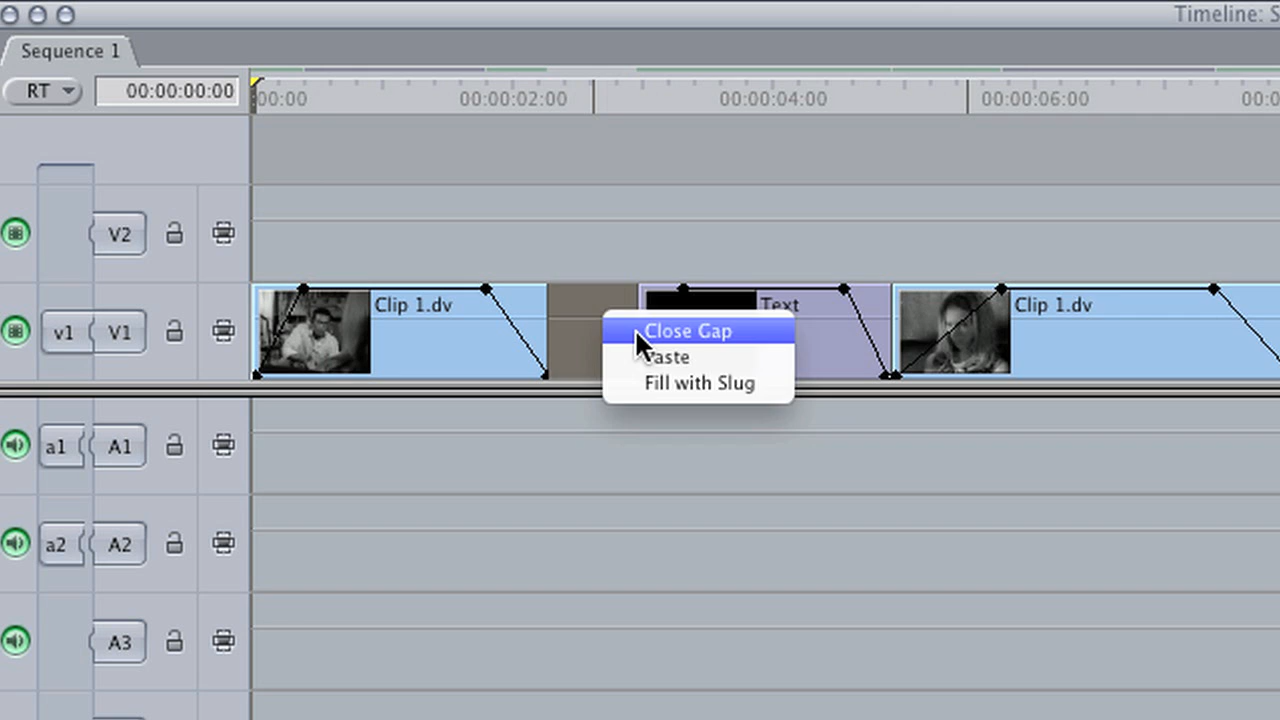 Timeline: S
Sequence 1
RT 00:00:00:00 00:00 00:00:02:00 00:00:04:00 00:00:06:00 00:0
V2
v1 V1 Clip 1.dv Text Clip 1.dv
Close Gap
Paste
Fill with Slug
a1 A1
a2 A2
A3